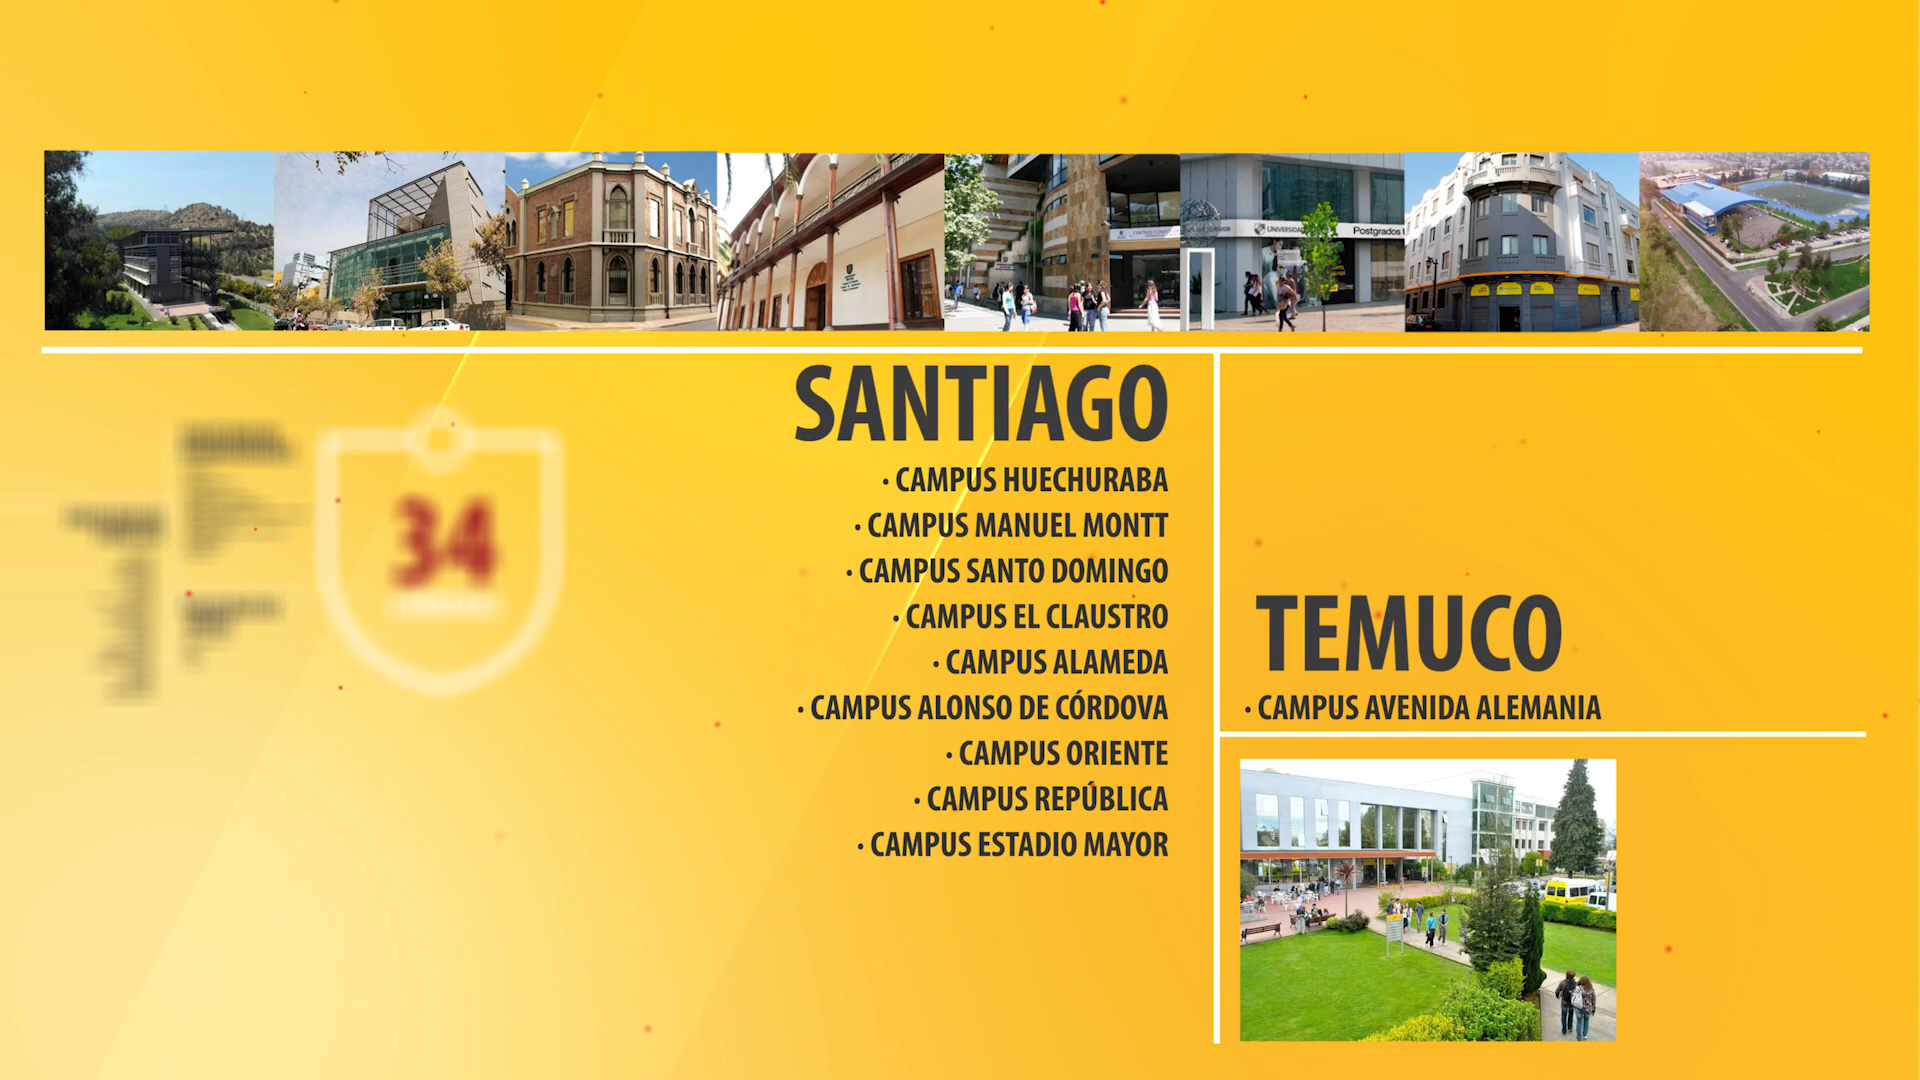 UNIVERSIDAD
Postgrados
SANTIAGO
· CAMPUS HUECHURABA
· CAMPUS MANUEL MONTT
· CAMPUS SANTO DOMINGO
· CAMPUS EL CLAUSTRO
· CAMPUS ALAMEDA
· CAMPUS ALONSO DE CÓRDOVA
· CAMPUS ORIENTE
· CAMPUS REPÚBLICA
· CAMPUS ESTADIO MAYOR
34
TEMUCO
· CAMPUS AVENIDA ALEMANIA